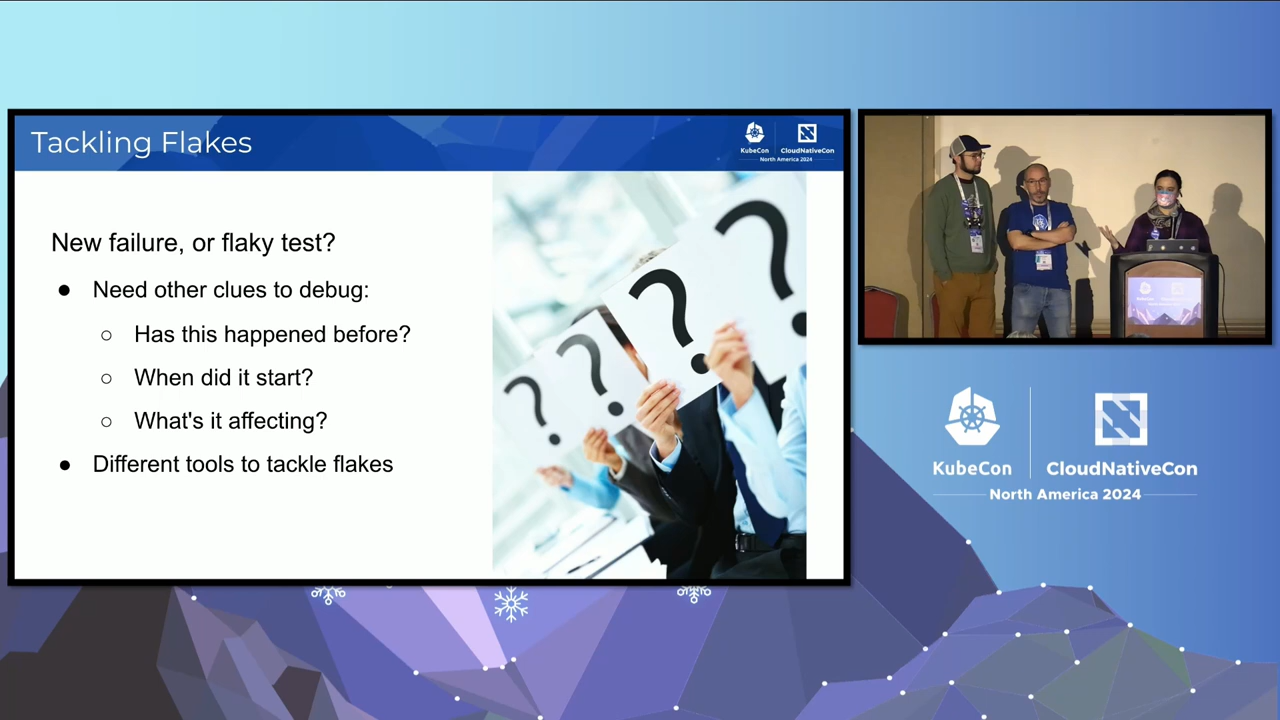 Tackling Flakes
KubeCon
CloudNativeCon
North America 2024
New failure, or flaky test?
● Need other clues to debug:
○ Has this happened before?
○ When did it start?
○ What's it affecting?
● Different tools to tackle flakes
? ? ? ?
KubeCon
CloudNativeCon
North America 2024